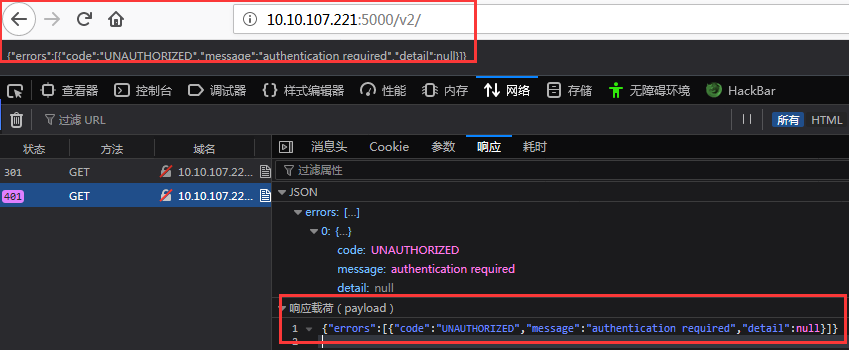 10.10.107.221:5000/v2/
{"errors":[{"code":"UNAUTHORIZED","message":"authentication required","detail":null}]}
查看器 控制台 调试器 {} 样式编辑器 性能 内存 网络 存储 无障碍环境 HackBar
过滤 URL 所有 HTML
状态 方法 域名 消息头 Cookie 参数 响应 耗时
过滤属性
301 GET 10.10.107.22...
JSON
401 GET 10.10.107.22...
errors: [...]
0: {...}
code: UNAUTHORIZED
message: authentication required
detail: null
响应载荷 ( payload )
1 {"errors":[{"code":"UNAUTHORIZED","message":"authentication required","detail":null}]}
2